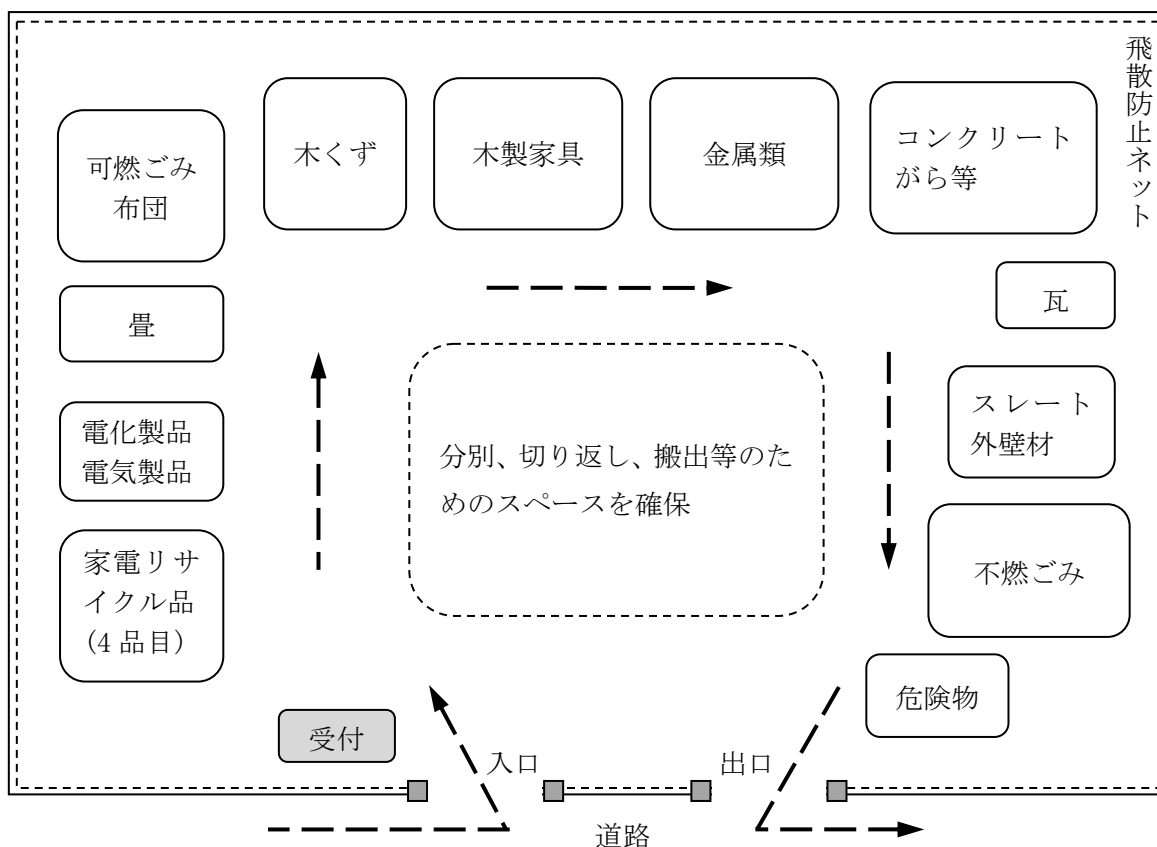 飛散防止ネット
木くず
木製家具
金属類
コンクリート
がら等
可燃ごみ
布団
畳
瓦
電化製品
電気製品
スレート
外壁材
分別、切り返し、搬出等のた
めのスペースを確保
家電リサ
イクル品
(4品目)
不燃ごみ
危険物
受付
入口
出口
道路